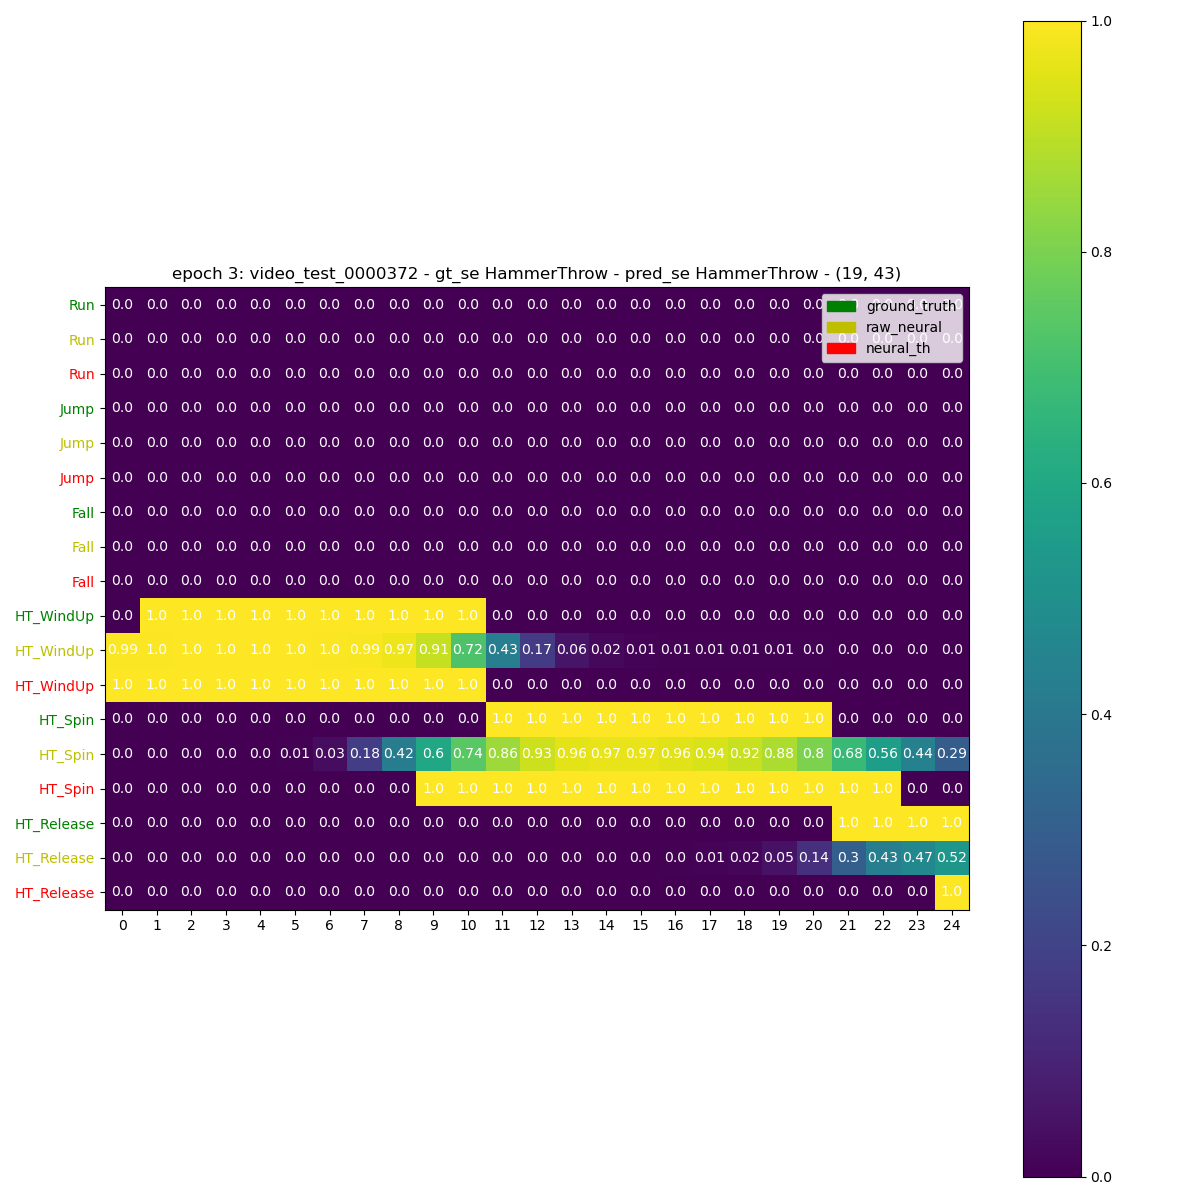 1.0
epoch 3: video_test_0000372 - gt_se HammerThrow - pred_se HammerThrow - (19, 43)
Run 0.0 0.0 0.0 0.0 0.0 0.0 0.0 0.0 0.0 0.0 0.0 0.0 0.0 0.0 0.0 0.0 0.0 0.0 0.0 0.0 0.0 0.0 0.0 0.0 0.0
ground_truth
raw_neural
neural_th
Run 0.0 0.0 0.0 0.0 0.0 0.0 0.0 0.0 0.0 0.0 0.0 0.0 0.0 0.0 0.0 0.0 0.0 0.0 0.0 0.0 0.0 0.0 0.0 0.0 0.0
Run 0.0 0.0 0.0 0.0 0.0 0.0 0.0 0.0 0.0 0.0 0.0 0.0 0.0 0.0 0.0 0.0 0.0 0.0 0.0 0.0 0.0 0.0 0.0 0.0 0.0
Jump 0.0 0.0 0.0 0.0 0.0 0.0 0.0 0.0 0.0 0.0 0.0 0.0 0.0 0.0 0.0 0.0 0.0 0.0 0.0 0.0 0.0 0.0 0.0 0.0 0.0
Jump 0.0 0.0 0.0 0.0 0.0 0.0 0.0 0.0 0.0 0.0 0.0 0.0 0.0 0.0 0.0 0.0 0.0 0.0 0.0 0.0 0.0 0.0 0.0 0.0 0.0
Jump 0.0 0.0 0.0 0.0 0.0 0.0 0.0 0.0 0.0 0.0 0.0 0.0 0.0 0.0 0.0 0.0 0.0 0.0 0.0 0.0 0.0 0.0 0.0 0.0 0.0
Fall 0.0 0.0 0.0 0.0 0.0 0.0 0.0 0.0 0.0 0.0 0.0 0.0 0.0 0.0 0.0 0.0 0.0 0.0 0.0 0.0 0.0 0.0 0.0 0.0 0.0
Fall 0.0 0.0 0.0 0.0 0.0 0.0 0.0 0.0 0.0 0.0 0.0 0.0 0.0 0.0 0.0 0.0 0.0 0.0 0.0 0.0 0.0 0.0 0.0 0.0 0.0
Fall 0.0 0.0 0.0 0.0 0.0 0.0 0.0 0.0 0.0 0.0 0.0 0.0 0.0 0.0 0.0 0.0 0.0 0.0 0.0 0.0 0.0 0.0 0.0 0.0 0.0
HT_WindUp 0.0 1.0 1.0 1.0 1.0 1.0 1.0 1.0 1.0 1.0 1.0 0.0 0.0 0.0 0.0 0.0 0.0 0.0 0.0 0.0 0.0 0.0 0.0 0.0 0.0
HT_WindUp 0.99 1.0 1.0 1.0 1.0 1.0 1.0 0.99 0.97 0.91 0.72 0.43 0.17 0.06 0.02 0.01 0.01 0.01 0.01 0.01 0.0 0.0 0.0 0.0 0.0
HT_WindUp 1.0 1.0 1.0 1.0 1.0 1.0 1.0 1.0 1.0 1.0 1.0 0.0 0.0 0.0 0.0 0.0 0.0 0.0 0.0 0.0 0.0 0.0 0.0 0.0 0.0
HT_Spin 0.0 0.0 0.0 0.0 0.0 0.0 0.0 0.0 0.0 0.0 0.0 1.0 1.0 1.0 1.0 1.0 1.0 1.0 1.0 1.0 1.0 0.0 0.0 0.0 0.0
HT_Spin 0.0 0.0 0.0 0.0 0.0 0.01 0.03 0.18 0.42 0.6 0.74 0.86 0.93 0.96 0.97 0.97 0.96 0.94 0.92 0.88 0.8 0.68 0.56 0.44 0.29
HT_Spin 0.0 0.0 0.0 0.0 0.0 0.0 0.0 0.0 0.0 1.0 1.0 1.0 1.0 1.0 1.0 1.0 1.0 1.0 1.0 1.0 1.0 1.0 1.0 0.0 0.0
HT_Release 0.0 0.0 0.0 0.0 0.0 0.0 0.0 0.0 0.0 0.0 0.0 0.0 0.0 0.0 0.0 0.0 0.0 0.0 0.0 0.0 0.0 1.0 1.0 1.0 1.0
HT_Release 0.0 0.0 0.0 0.0 0.0 0.0 0.0 0.0 0.0 0.0 0.0 0.0 0.0 0.0 0.0 0.0 0.0 0.01 0.02 0.05 0.14 0.3 0.43 0.47 0.52
HT_Release 0.0 0.0 0.0 0.0 0.0 0.0 0.0 0.0 0.0 0.0 0.0 0.0 0.0 0.0 0.0 0.0 0.0 0.0 0.0 0.0 0.0 0.0 0.0 0.0 1.0
0 1 2 3 4 5 6 7 8 9 10 11 12 13 14 15 16 17 18 19 20 21 22 23 24
0.8
0.6
0.4
0.2
0.0